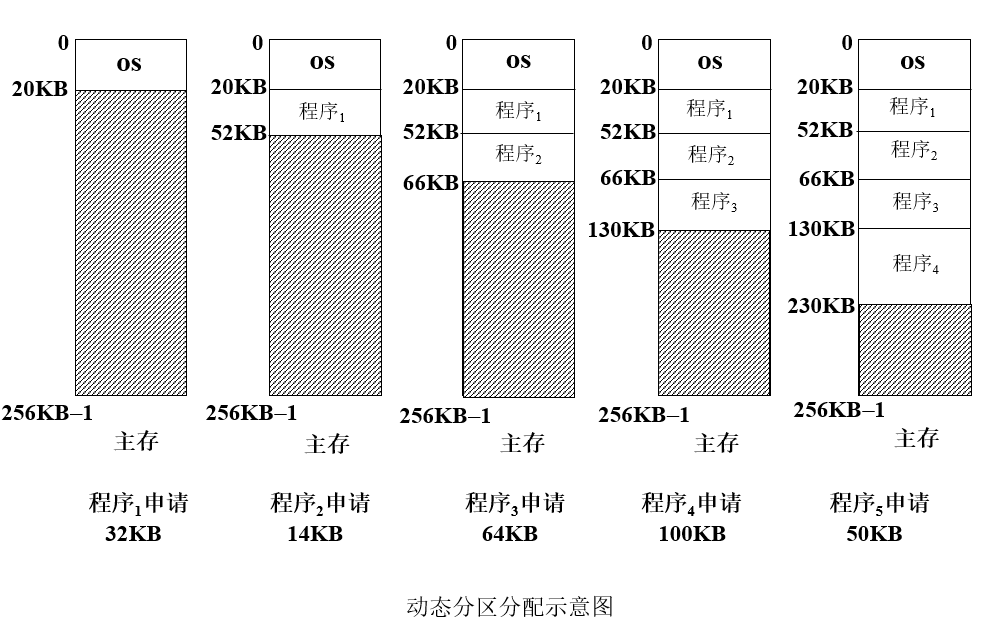 0
OS
20KB
256KB–1
主存
程序1申请
32KB
0
OS
20KB
程序1
52KB
256KB–1
主存
程序2申请
14KB
0
OS
20KB
程序1
52KB
程序2
66KB
256KB–1
主存
程序3申请
64KB
0
OS
20KB
程序1
52KB
程序2
66KB
程序3
130KB
256KB–1
主存
程序4申请
100KB
0
OS
20KB
程序1
52KB
程序2
66KB
程序3
130KB
程序4
230KB
256KB–1
主存
程序5申请
50KB
动态分区分配示意图